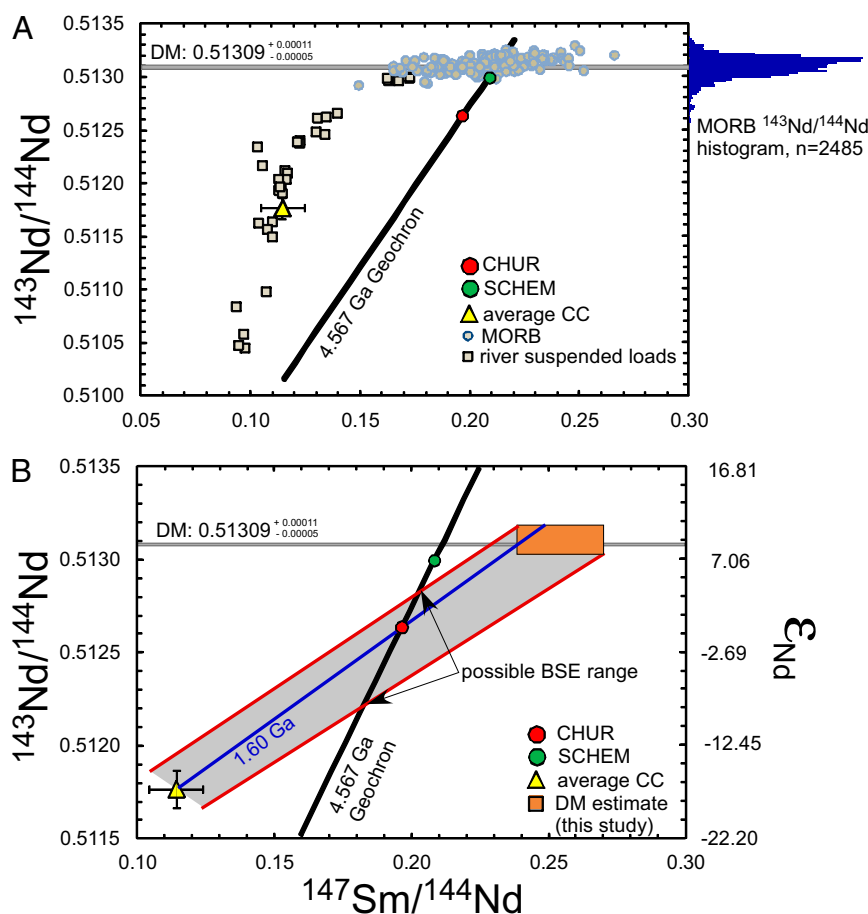 A
0.5135
0.5130
0.5125
0.5120
0.5115
0.5110
0.5105
0.5100
143Nd/144Nd
DM: 0.51309 + 0.00011
- 0.00005
4.567 Ga Geochron
CHUR
SCHEM
average CC
MORB
river suspended loads
0.05
0.10
0.15
0.20
0.25
0.30
MORB 143Nd/144Nd
histogram, n=2485
B
0.5135
0.5130
0.5125
0.5120
0.5115
143Nd/144Nd
DM: 0.51309 + 0.00011
- 0.00005
1.60 Ga
4.567 Ga
Geochron
possible BSE range
CHUR
SCHEM
average CC
DM estimate
(this study)
16.81
7.06
-2.69
-12.45
-22.20
εNd
0.10
0.15
0.20
0.25
0.30
147Sm/144Nd